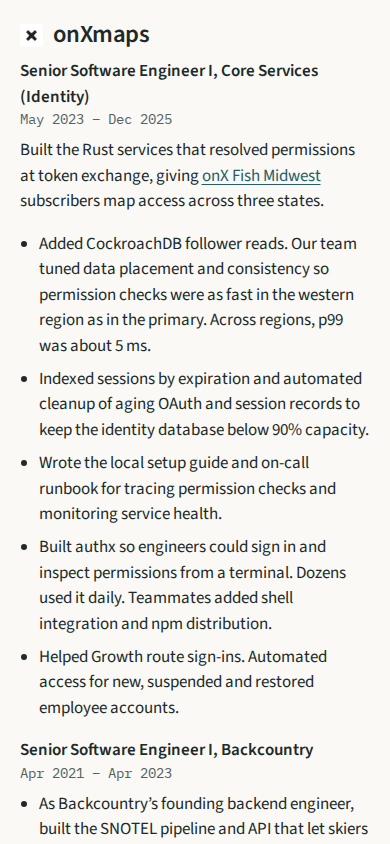 onXmaps
Senior Software Engineer I, Core Services
(Identity)
May 2023 – Dec 2025
Built the Rust services that resolved permissions
at token exchange, giving onX Fish Midwest
subscribers map access across three states.
• Added CockroachDB follower reads. Our team
tuned data placement and consistency so
permission checks were as fast in the western
region as in the primary. Across regions, p99
was about 5 ms.
• Indexed sessions by expiration and automated
cleanup of aging OAuth and session records to
keep the identity database below 90% capacity.
• Wrote the local setup guide and on-call
runbook for tracing permission checks and
monitoring service health.
• Built authx so engineers could sign in and
inspect permissions from a terminal. Dozens
used it daily. Teammates added shell
integration and npm distribution.
• Helped Growth route sign-ins. Automated
access for new, suspended and restored
employee accounts.
Senior Software Engineer I, Backcountry
Apr 2021 – Apr 2023
• As Backcountry’s founding backend engineer,
built the SNOTEL pipeline and API that let skiers